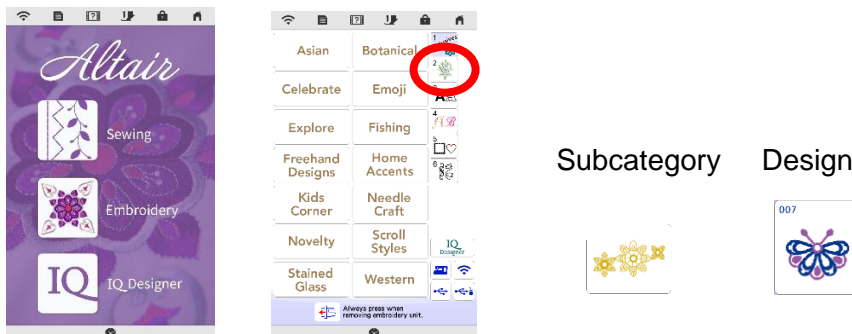 Altair
Sewing
Embroidery
IQ
IQ Designer
Asian
Botanical
Celebrate
Emoji
Explore
Fishing
Freehand
Designs
Home
Accents
Kids
Corner
Needle
Craft
Novelty
Scroll
Styles
Stained
Glass
Western
1
2
A
4
5
6
IQ
Designer
Always press when
removing embroidery unit.
Subcategory
Design
007